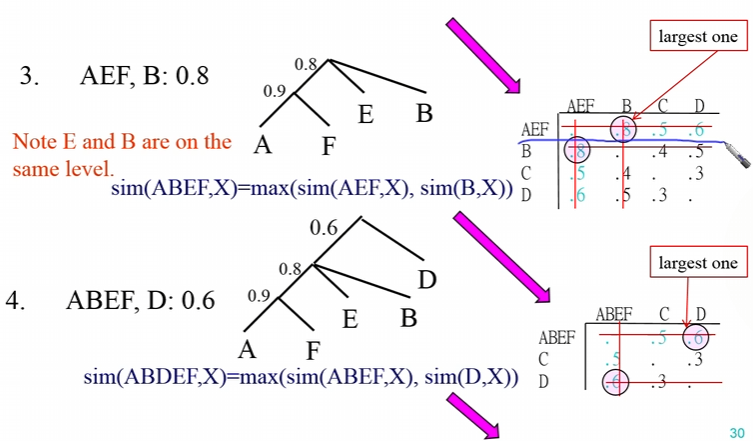 largest one
0.8
3. AEF, B: 0.8
0.9
E B
A F
Note E and B are on the
same level.
sim(ABEF,X)=max(sim(AEF,X), sim(B,X))
AEF B C D
AEF . .8 .5 .6
B .8 . .4 .5
C .5 .4 . .3
D .6 .5 .3 .
0.6
largest one
0.8
D
4. ABEF, D: 0.6
0.9
E B
A F
sim(ABDEF,X)=max(sim(ABEF,X), sim(D,X))
ABEF C D
ABEF . .5 .6
C .5 . .3
D .6 .3 .
30